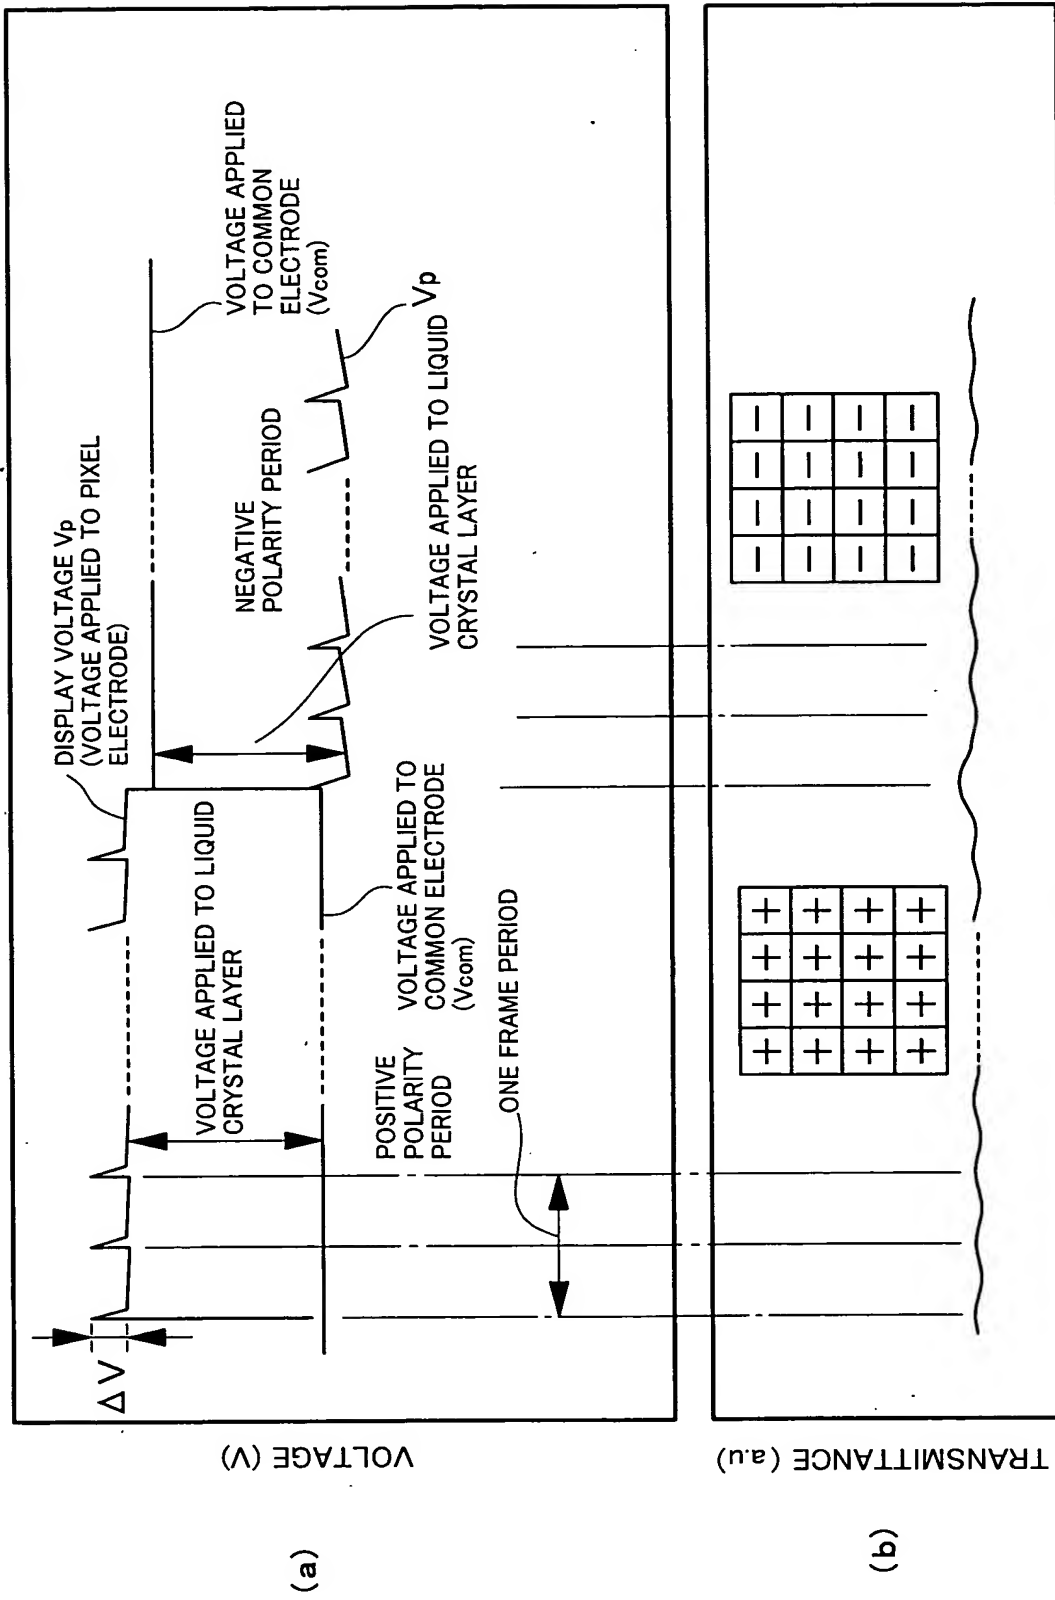 (a)
VOLTAGE (V)
ΔV
DISPLAY VOLTAGE Vp
(VOLTAGE APPLIED TO PIXEL
ELECTRODE)
VOLTAGE APPLIED TO LIQUID
CRYSTAL LAYER
POSITIVE
POLARITY
PERIOD
VOLTAGE APPLIED TO
COMMON ELECTRODE
(Vcom)
ONE FRAME PERIOD
NEGATIVE
POLARITY PERIOD
VOLTAGE APPLIED
TO COMMON
ELECTRODE
(Vcom)
Vp
VOLTAGE APPLIED TO LIQUID
CRYSTAL LAYER
(b)
TRANSMITTANCE (a.u)
+ + + +
+ + + +
+ + + +
+ + + +
− − − −
− − − −
− − − −
− − − −